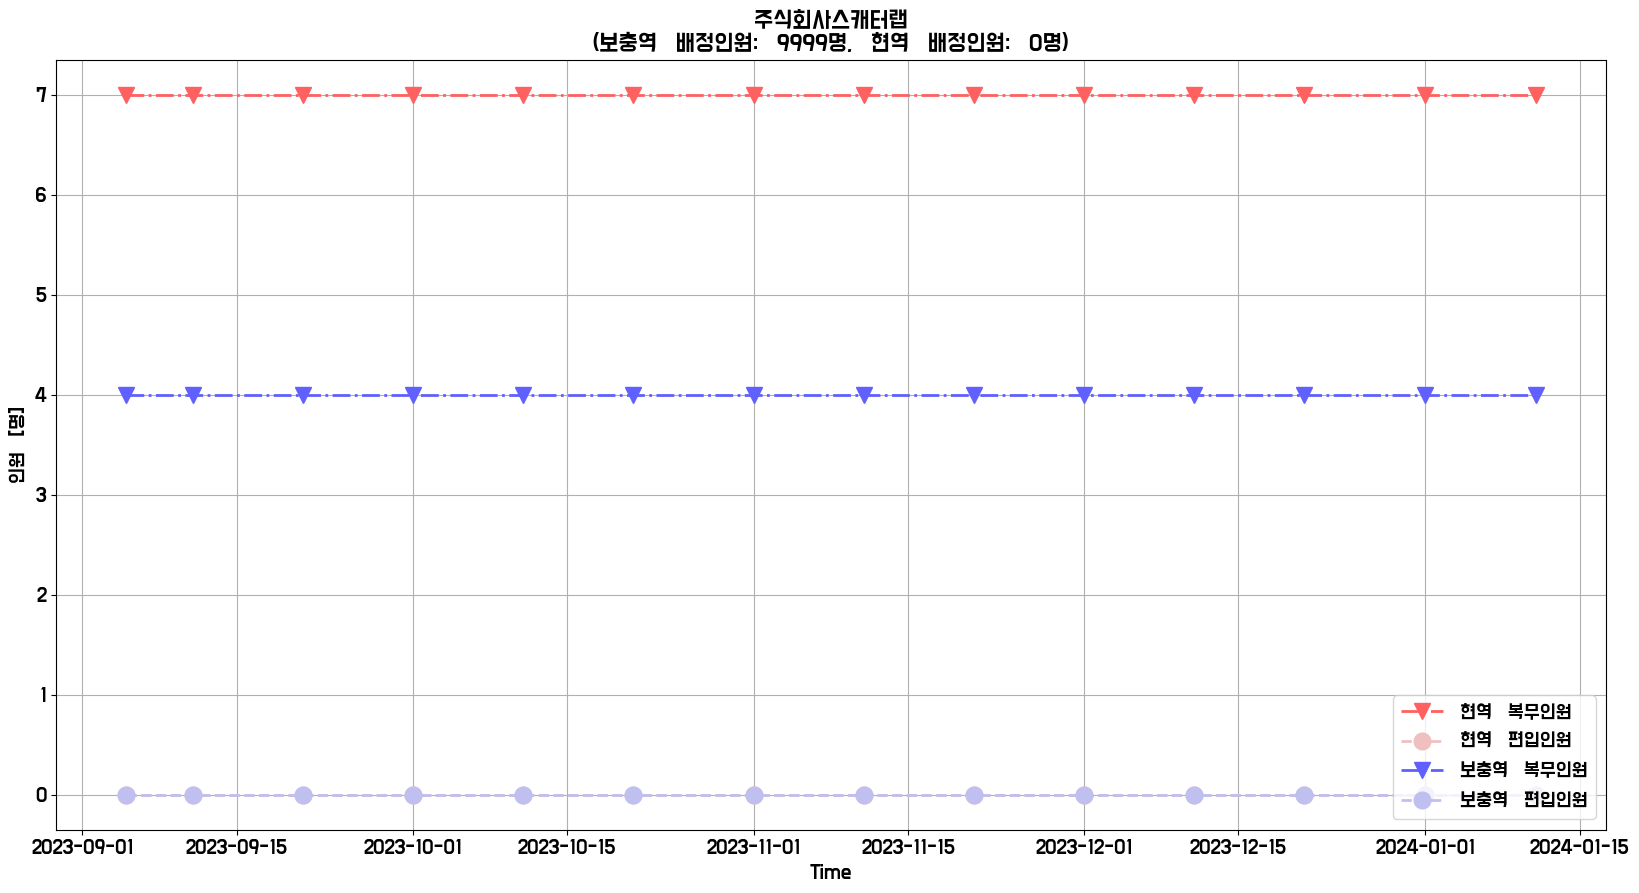 주식회사스캐터랩
(보충역 배정인원: 9999명, 현역 배정인원: 0명)
7
6
5
4
3
2
1
0
인원 [명]
현역 복무인원
현역 편입인원
보충역 복무인원
보충역 편입인원
2023-09-01 2023-09-15 2023-10-01 2023-10-15 2023-11-01 2023-11-15 2023-12-01 2023-12-15 2024-01-01 2024-01-15
Time